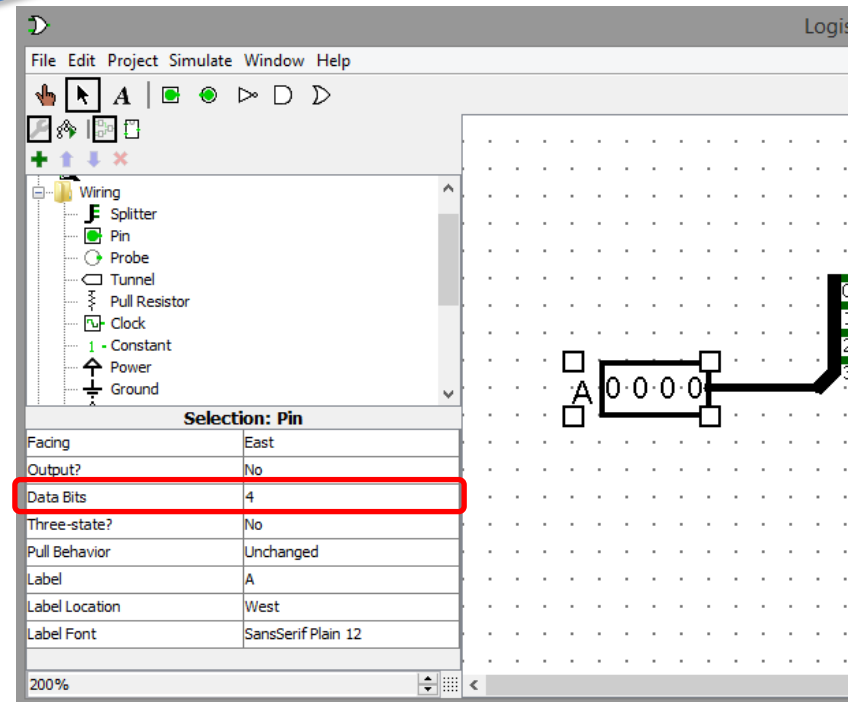 Logis
File Edit Project Simulate Window Help
A
Wiring
Splitter
Pin
Probe
Tunnel
Pull Resistor
Clock
1 - Constant
Power
Ground
Selection: Pin
Facing East
Output? No
Data Bits 4
Three-state? No
Pull Behavior Unchanged
Label A
Label Location West
Label Font SansSerif Plain 12
200%
A 0 0 0 0
0
1
2
3